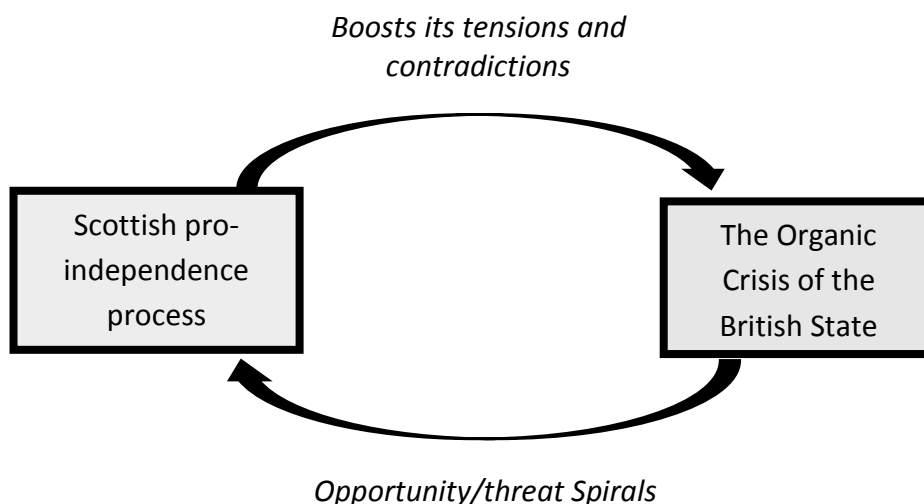 Boosts its tensions and
contradictions
Scottish pro-
independence
process
The Organic
Crisis of the
British State
Opportunity/threat Spirals